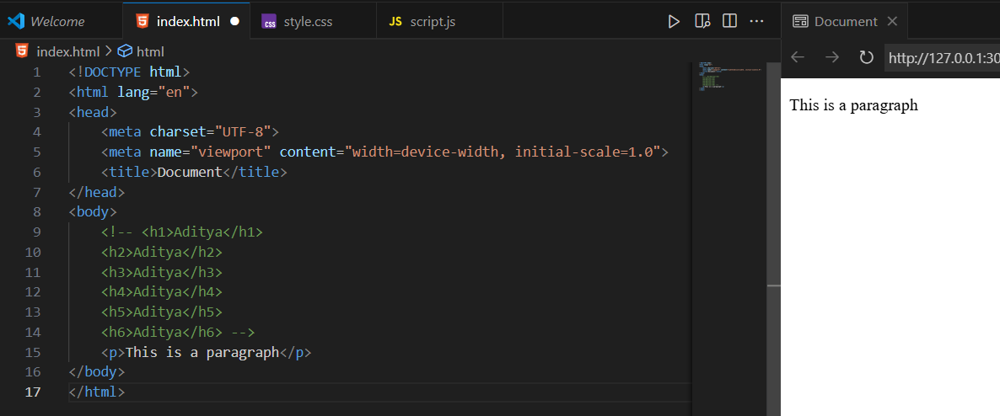 Welcome
index.html
style.css
JS script.js
Document
index.html > html
http://127.0.0.1:30
1 <!DOCTYPE html>
2 <html lang="en">
3 <head>
4 <meta charset="UTF-8">
5 <meta name="viewport" content="width=device-width, initial-scale=1.0">
6 <title>Document</title>
7 </head>
8 <body>
9 <!-- <h1>Aditya</h1>
10 <h2>Aditya</h2>
11 <h3>Aditya</h3>
12 <h4>Aditya</h4>
13 <h5>Aditya</h5>
14 <h6>Aditya</h6> -->
15 <p>This is a paragraph</p>
16 </body>
17 </html>
This is a paragraph